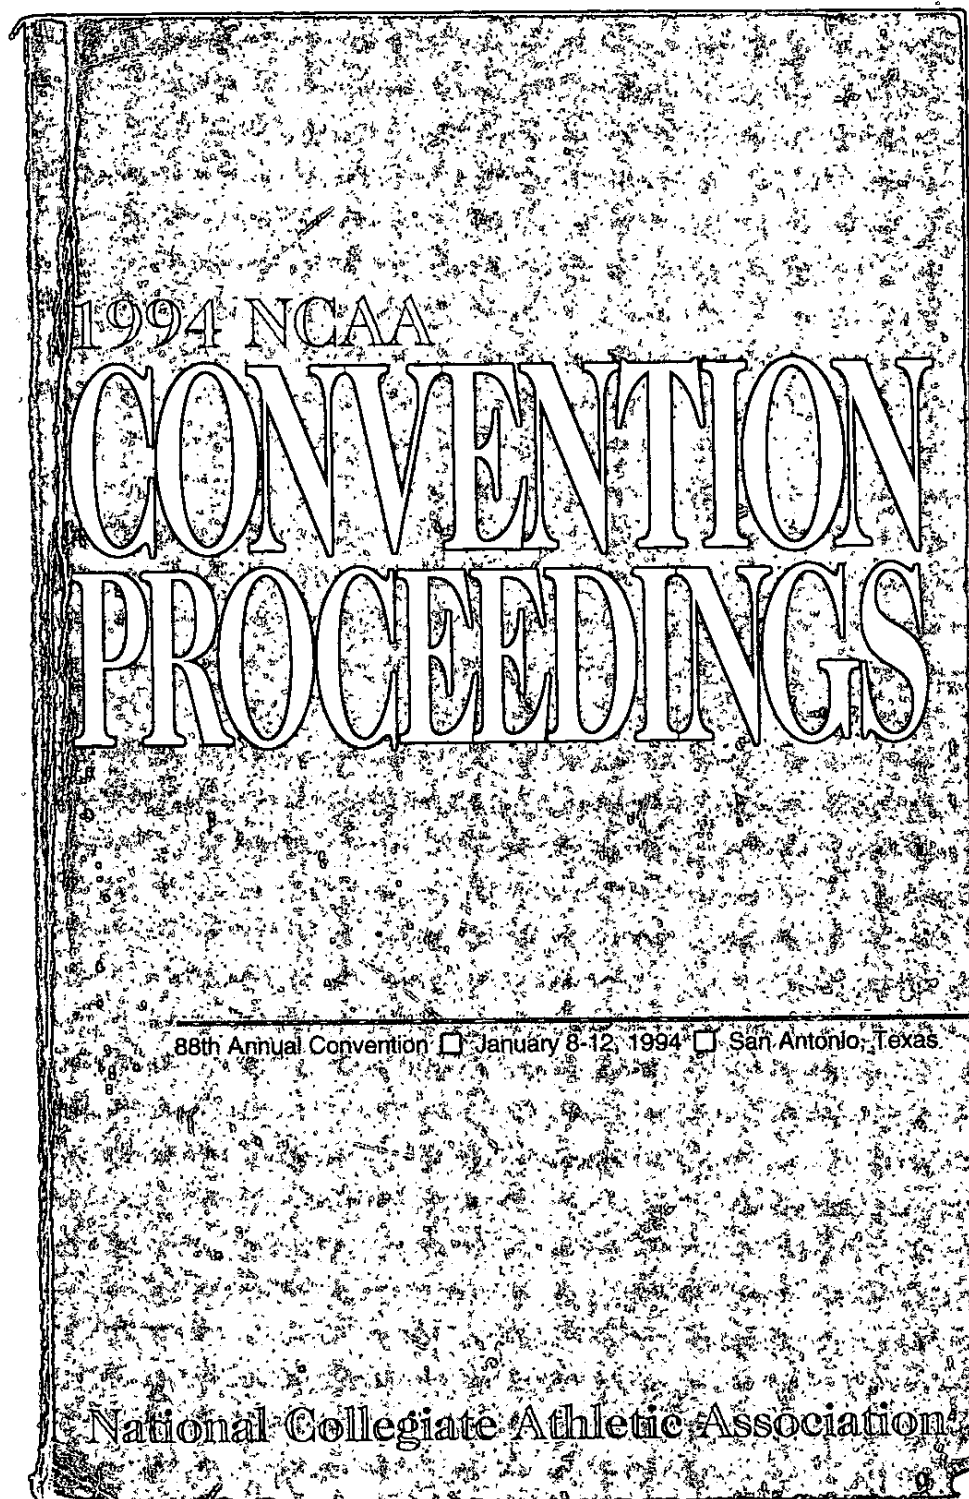 1994 NCAA
CONVENTION
PROCEEDINGS
88th Annual Convention □ January 8-12, 1994 □ San Antonio, Texas
National Collegiate Athletic Association